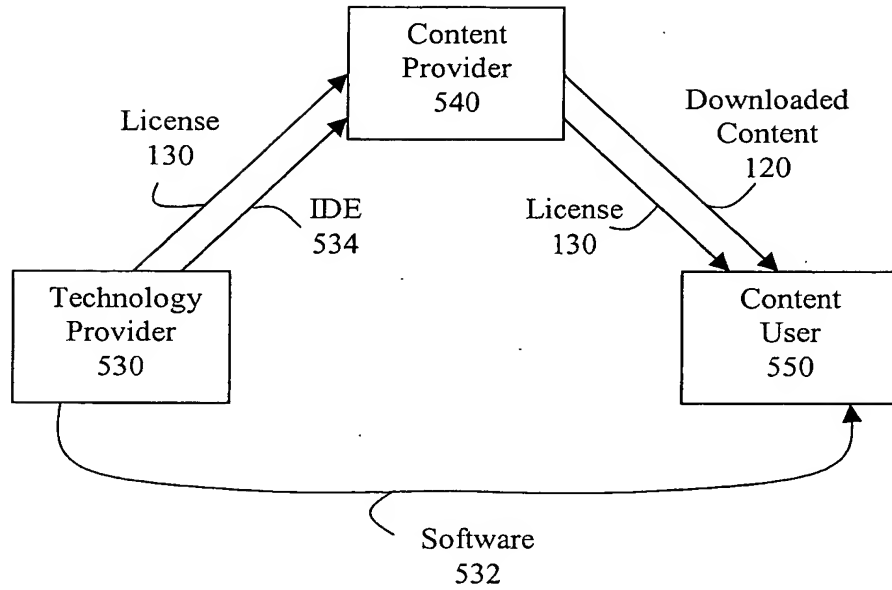 Content
Provider
540
License
130
Downloaded
Content
120
IDE
534
License
130
Technology
Provider
530
Content
User
550
Software
532